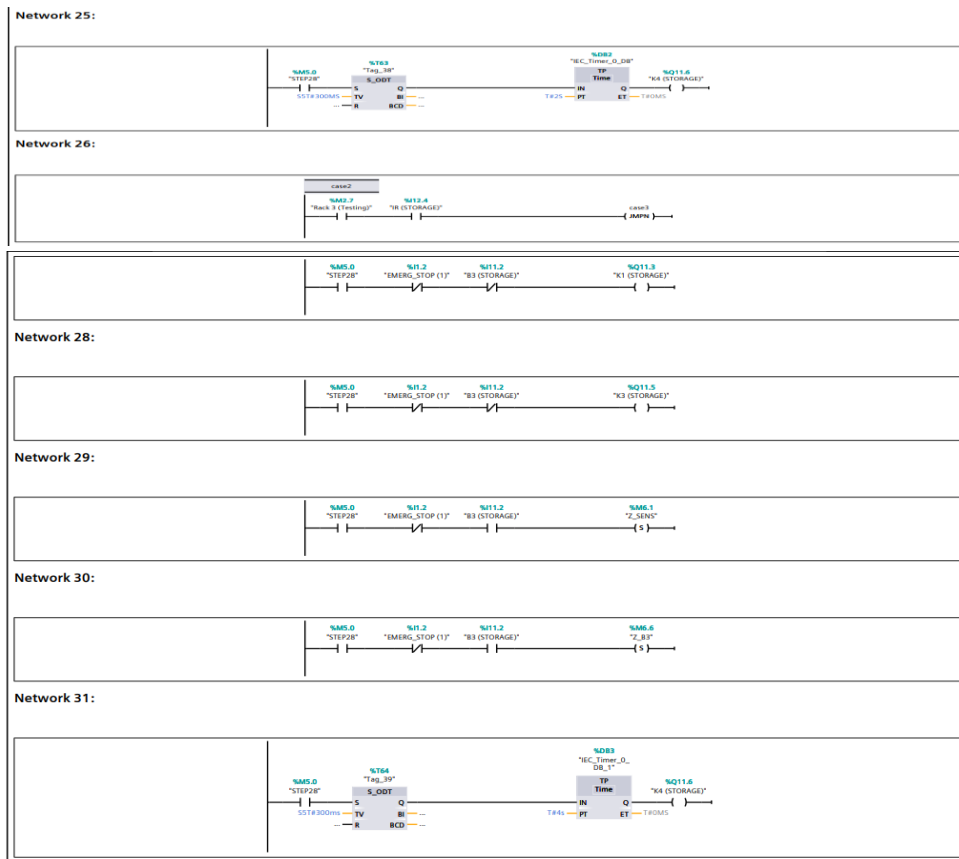 Network 25:
%DB2
%T63 "IEC_Timer_0_DB"
%M5.0 "Tag_38" TP %Q11.6
"STEP28" S_ODT Time "K4 (STORAGE)"
S Q IN Q
S5T#300MS TV BI ... T#2S PT ET T#0MS
... R BCD ...
Network 26:
case2
%M2.7 %I12.4
"Rack 3 (Testing)" "IR (STORAGE)" case3
JMPN
%M5.0 %I1.2 %I11.2 %Q11.3
"STEP28" "EMERG_STOP (1)" "B3 (STORAGE)" "K1 (STORAGE)"
Network 28:
%M5.0 %I1.2 %I11.2 %Q11.5
"STEP28" "EMERG_STOP (1)" "B3 (STORAGE)" "K3 (STORAGE)"
Network 29:
%M5.0 %I1.2 %I11.2 %M6.1
"STEP28" "EMERG_STOP (1)" "B3 (STORAGE)" "Z_SENS"
S
Network 30:
%M5.0 %I1.2 %I11.2 %M6.6
"STEP28" "EMERG_STOP (1)" "B3 (STORAGE)" "Z_B3"
S
Network 31:
%DB3
"IEC_Timer_0_
%T64 DB_1"
%M5.0 "Tag_39" TP %Q11.6
"STEP28" S_ODT Time "K4 (STORAGE)"
S Q IN Q
S5T#300ms TV BI ... T#4s PT ET T#0MS
... R BCD ...